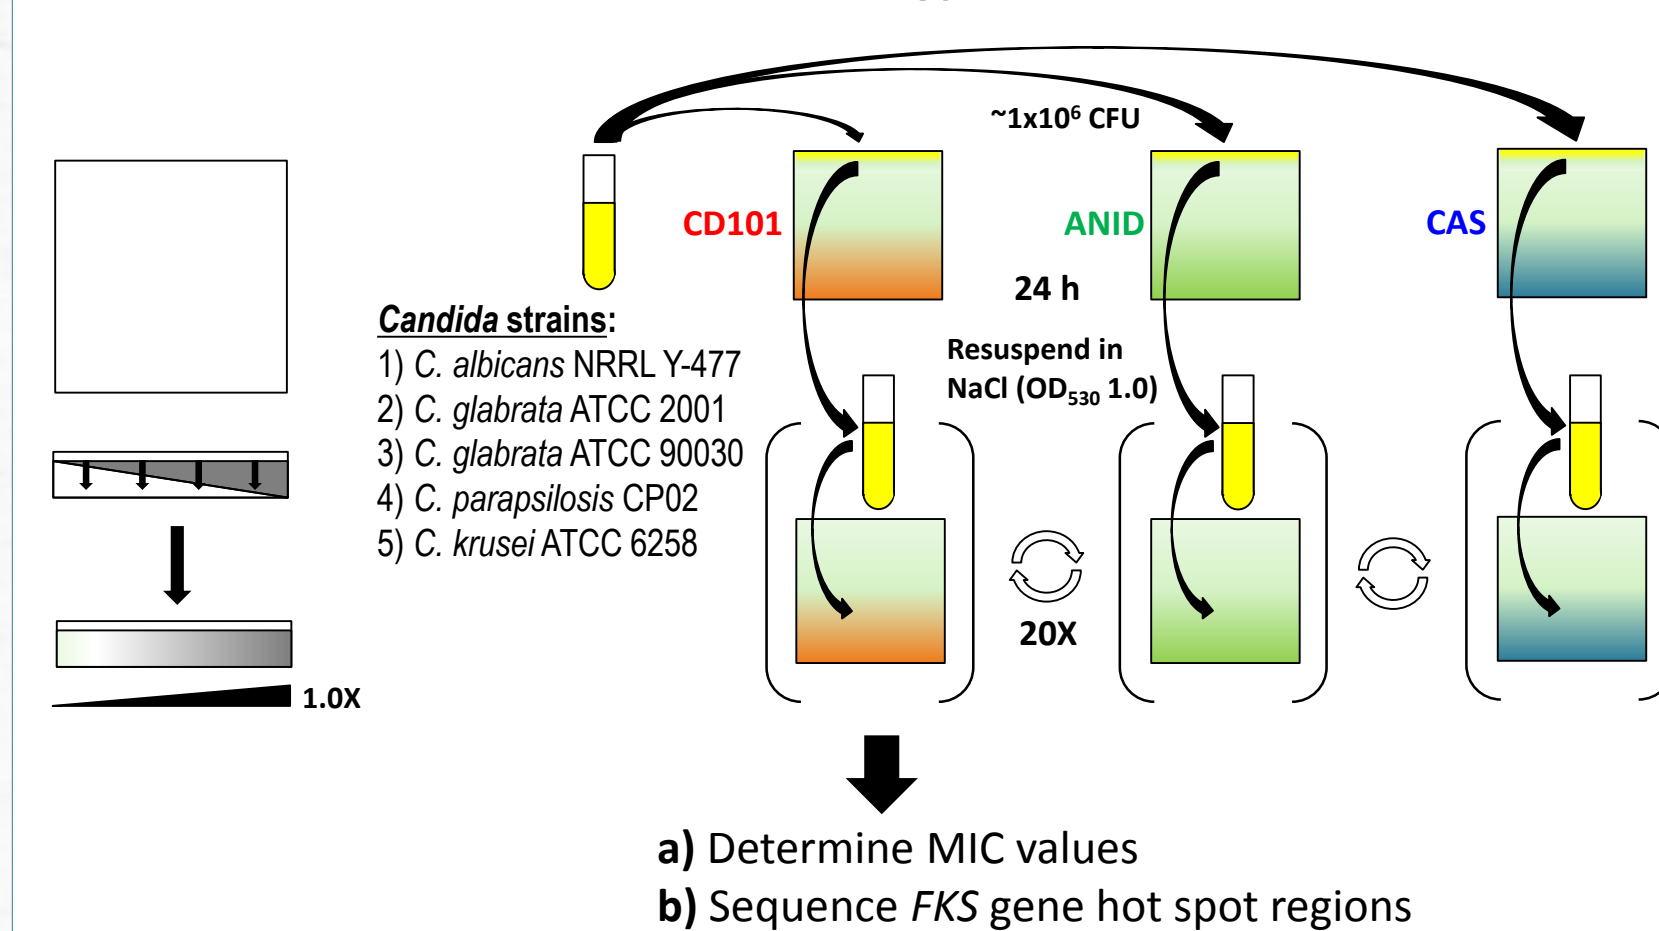 ~1x10⁶ CFU
CD101
ANID
CAS
24 h
Candida strains:
1) C. albicans NRRL Y-477
2) C. glabrata ATCC 2001
3) C. glabrata ATCC 90030
4) C. parapsilosis CP02
5) C. krusei ATCC 6258
Resuspend in
NaCl (OD₅₃₀ 1.0)
20X
1.0X
a) Determine MIC values
b) Sequence FKS gene hot spot regions